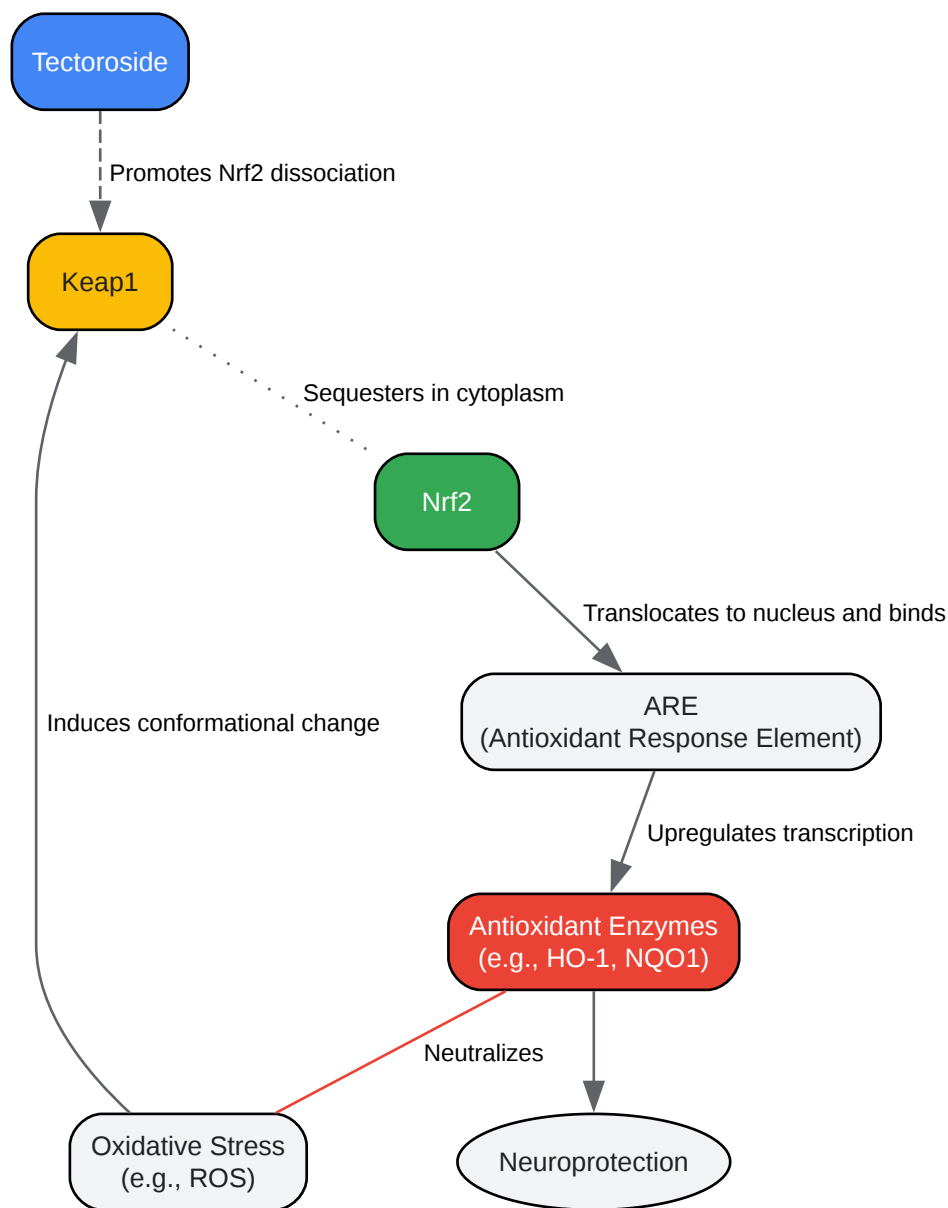 Tectoroside
Promotes Nrf2 dissociation
Keap1
Sequesters in cytoplasm
Nrf2
Translocates to nucleus and binds
ARE
(Antioxidant Response Element)
Induces conformational change
Upregulates transcription
Antioxidant Enzymes
(e.g., HO-1, NQO1)
Neutralizes
Oxidative Stress
(e.g., ROS)
Neuroprotection